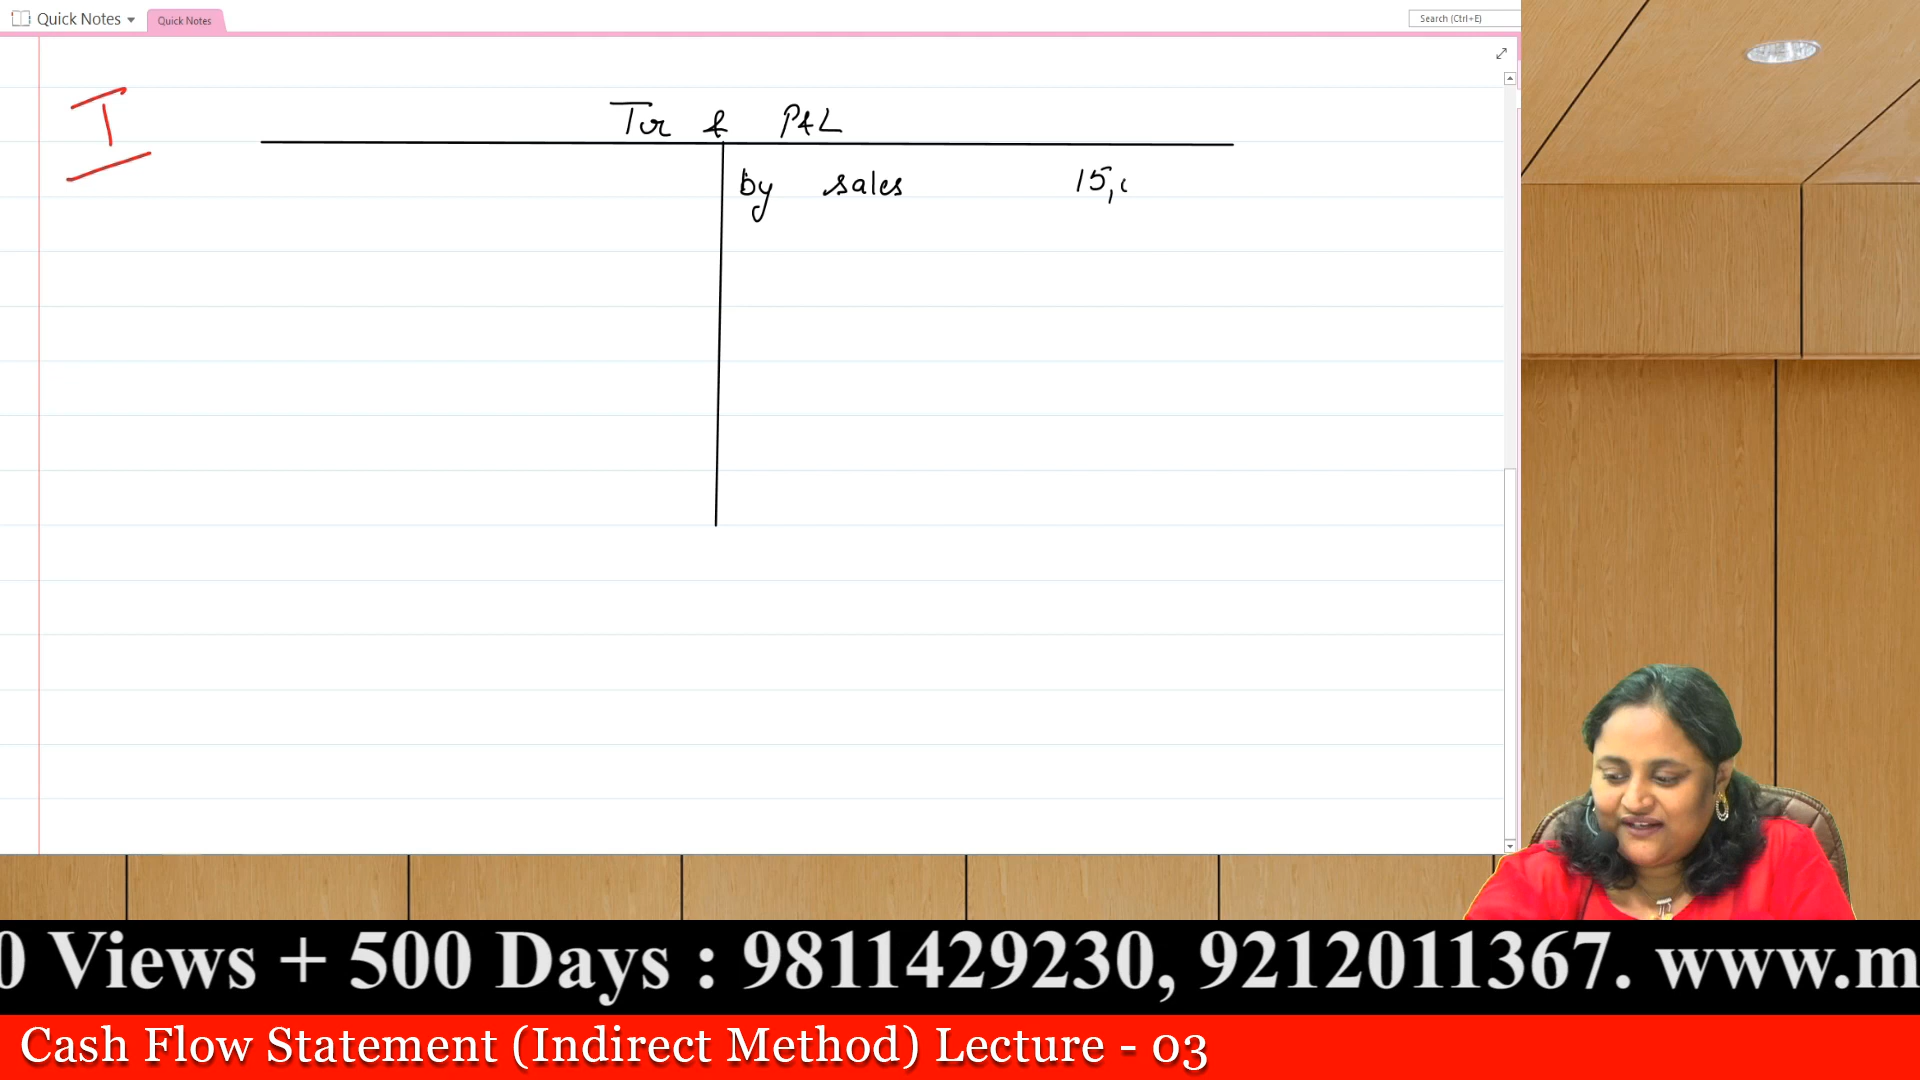 Quick Notes
Quick Notes
Search (Ctrl+E)
I
Tr & P&L
by sales 15,
0 Views + 500 Days : 9811429230, 9212011367. www.m
Cash Flow Statement (Indirect Method) Lecture - 03